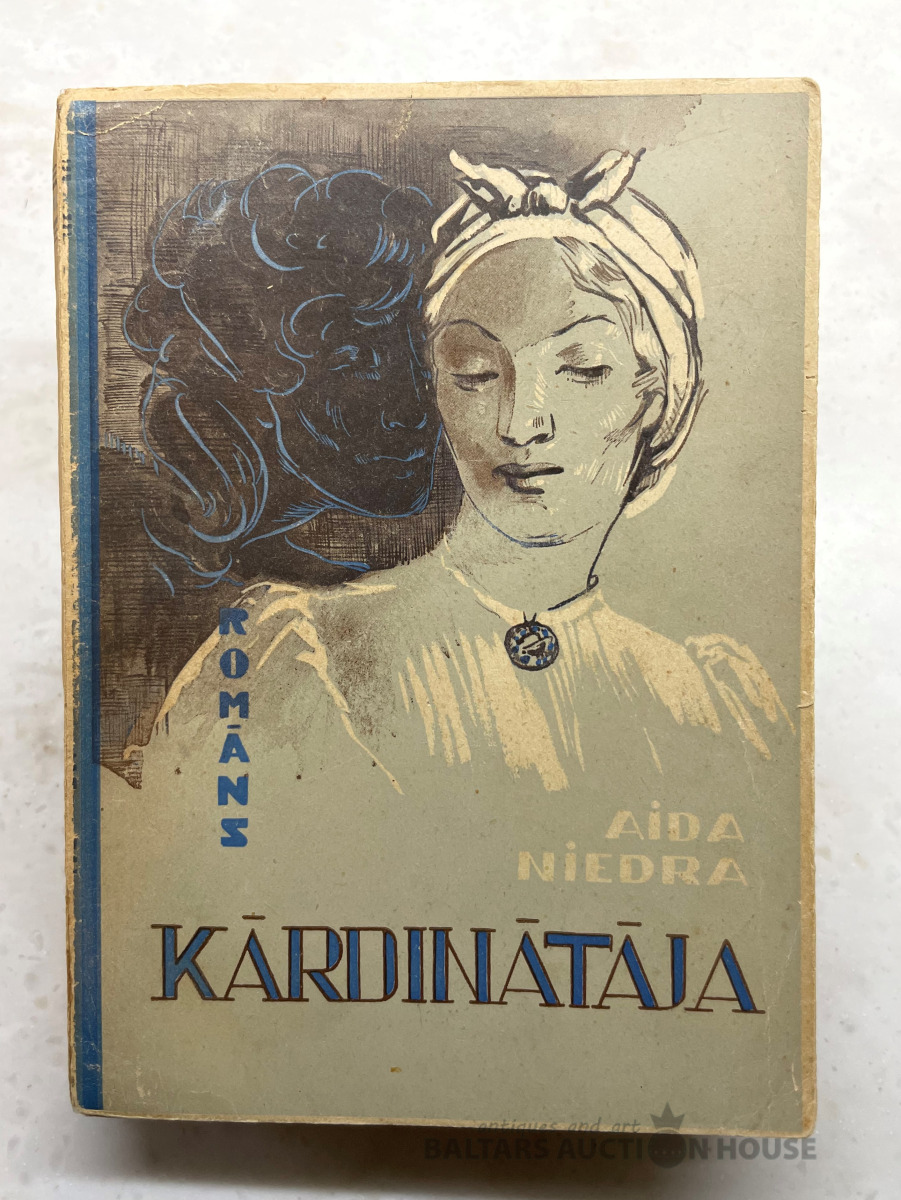 ROMĀNS
AiDA
NiEDRA
KĀRDINĀTĀJA
antiques and art
BALTARS AUCTION HOUSE